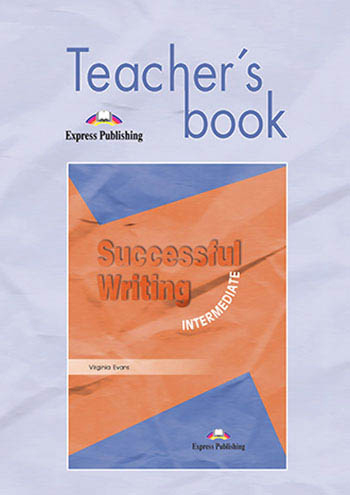 Teacher's
book
Express Publishing
Successful
Writing
INTERMEDIATE
Virginia Evans
Express Publishing